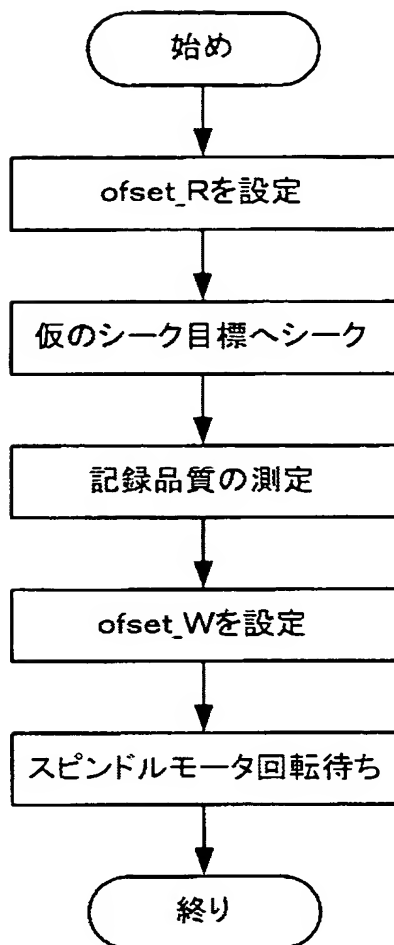 始め
ofset_Rを設定
仮のシーク目標へシーク
記録品質の測定
ofset_Wを設定
スピンドルモータ回転待ち
終り